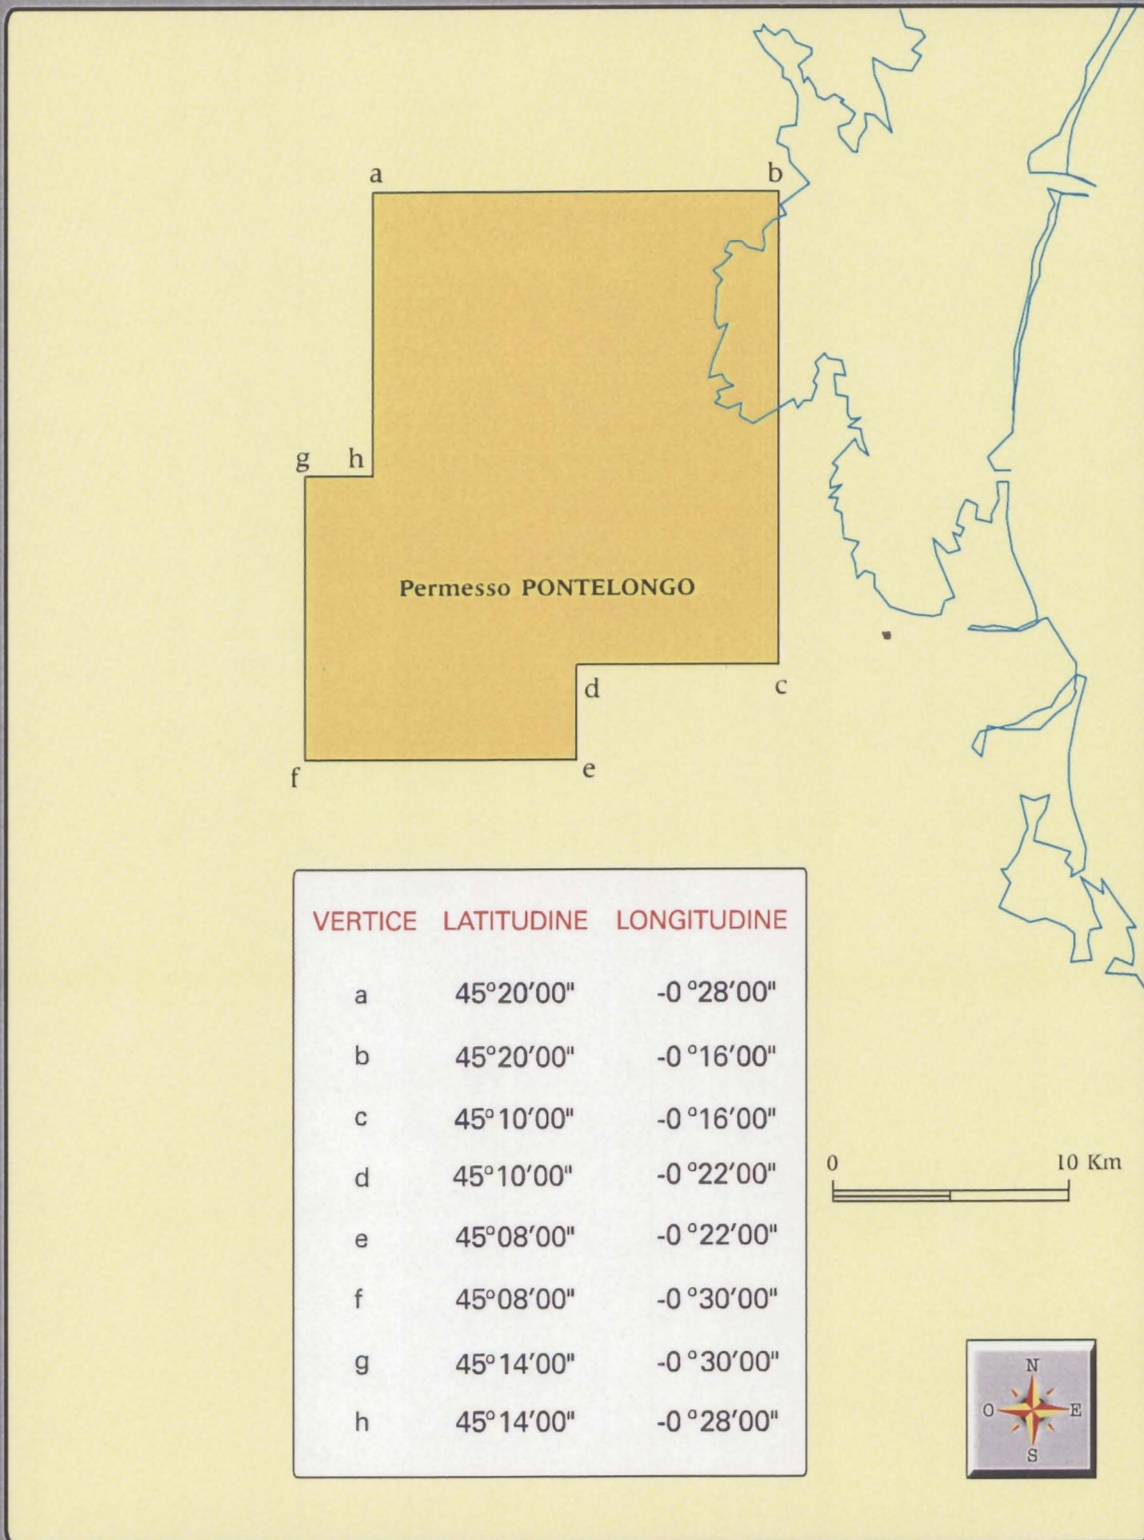 a b
g h
Permesso PONTELONGO
d c
f e
VERTICE LATITUDINE LONGITUDINE
a 45°20'00" -0°28'00"
b 45°20'00" -0°16'00"
c 45°10'00" -0°16'00"
d 45°10'00" -0°22'00"
e 45°08'00" -0°22'00"
f 45°08'00" -0°30'00"
g 45°14'00" -0°30'00"
h 45°14'00" -0°28'00"
0 10 Km
N
O E
S